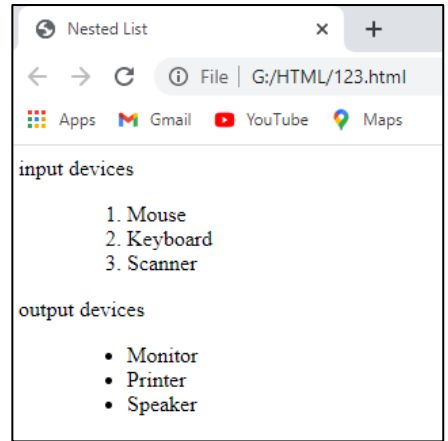 Nested List
File | G:/HTML/123.html
Apps Gmail YouTube Maps
input devices
1. Mouse
2. Keyboard
3. Scanner
output devices
• Monitor
• Printer
• Speaker